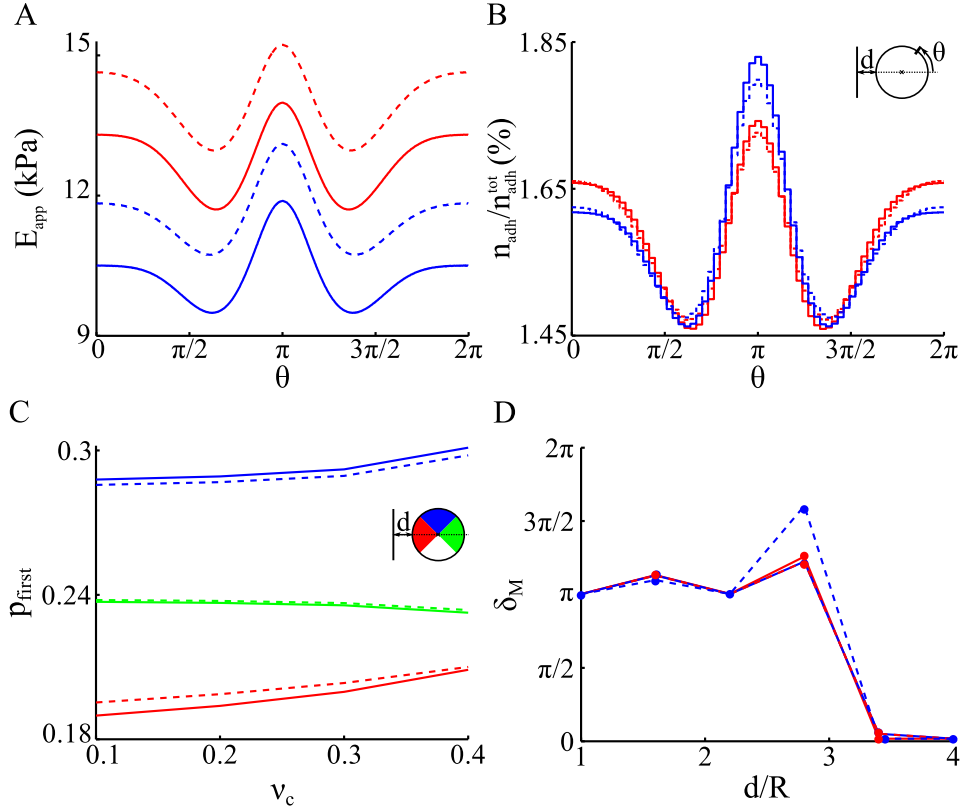 A
15
12
9
E_app (kPa)
0 π/2 π 3π/2 2π
θ
B
1.85
1.65
1.45
n_adh/n_adh^tot (%)
d
θ
0 π/2 π 3π/2 2π
θ
C
0.3
0.24
0.18
p_first
d
0.1 0.2 0.3 0.4
ν_c
D
2π
3π/2
π
π/2
0
δ_M
1 2 3 4
d/R